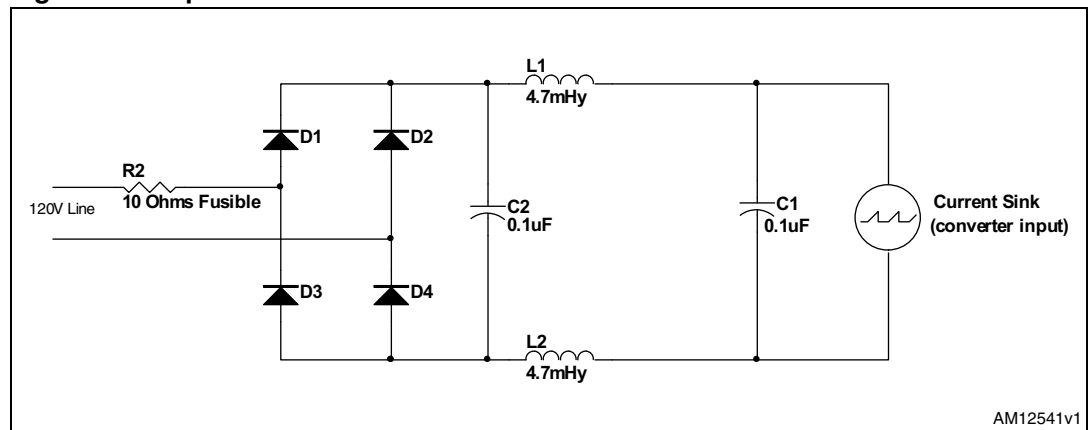 L1
4.7mHy
D1
D2
R2
10 Ohms Fusible
120V Line
C2
0.1uF
C1
0.1uF
Current Sink
(converter input)
D3
D4
L2
4.7mHy
AM12541v1